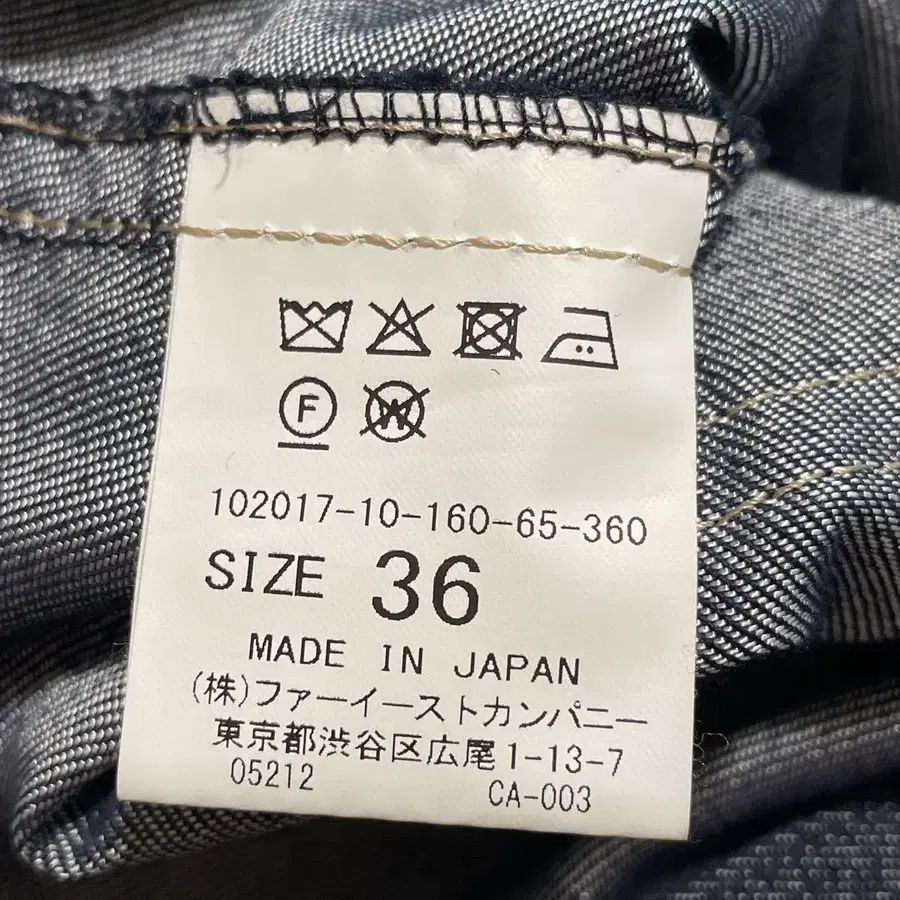 F W
102017-10-160-65-360
SIZE 36
MADE IN JAPAN
(株)ファーイーストカンパニー
東京都渋谷区広尾1-13-7
05212 CA-003